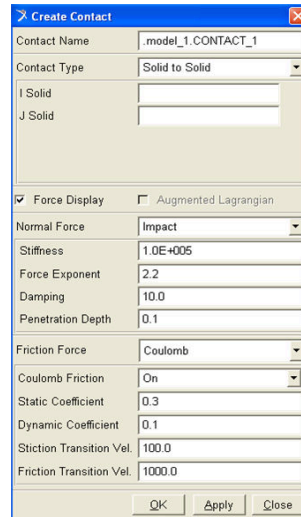 Create Contact
Contact Name .model_1.CONTACT_1
Contact Type Solid to Solid
I Solid
J Solid
Force Display Augmented Lagrangian
Normal Force Impact
Stiffness 1.0E+005
Force Exponent 2.2
Damping 10.0
Penetration Depth 0.1
Friction Force Coulomb
Coulomb Friction On
Static Coefficient 0.3
Dynamic Coefficient 0.1
Stiction Transition Vel. 100.0
Friction Transition Vel. 1000.0
OK Apply Close